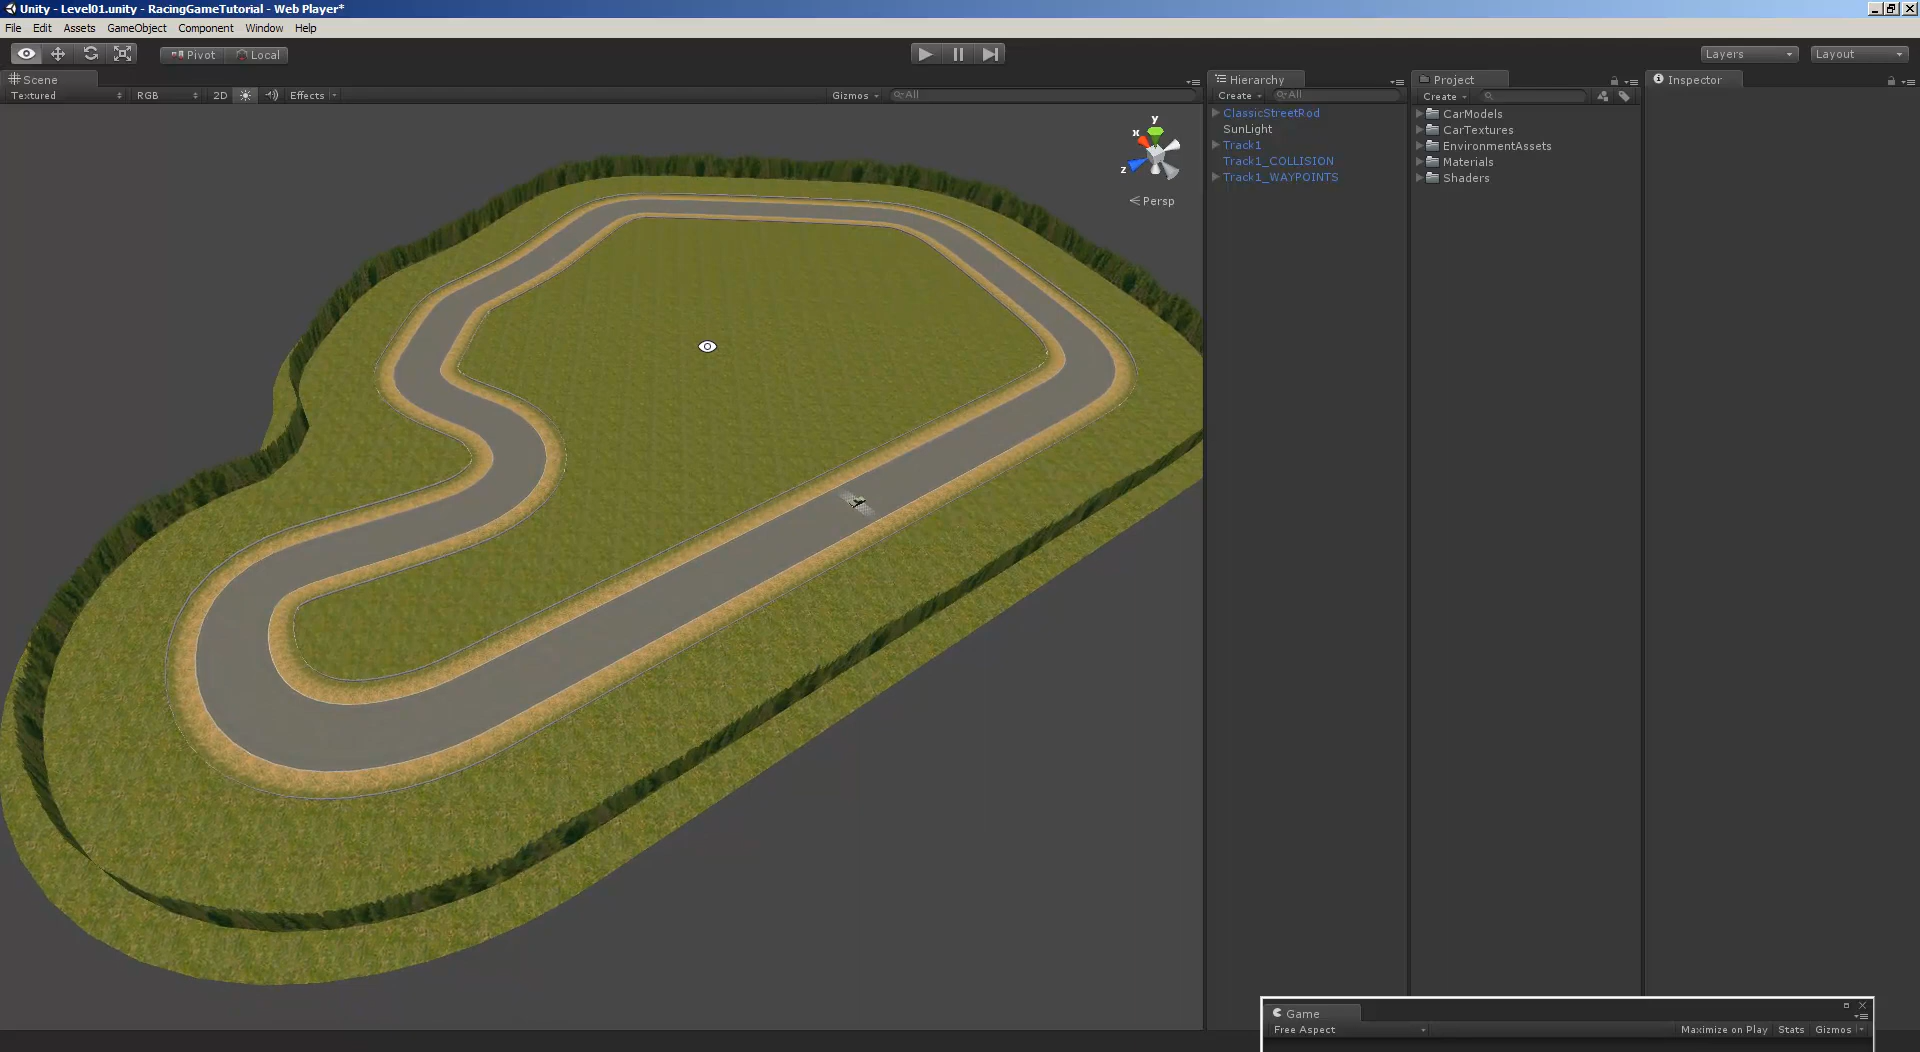 Unity - Level01.unity - RacingGameTutorial - Web Player*
File Edit Assets GameObject Component Window Help
Pivot Local Layers Layout
Scene Hierarchy Project Inspector
Textured RGB 2D Effects Gizmos All Create All Create
ClassicStreetRod
SunLight
Track1
Track1_COLLISION
Track1_WAYPOINTS
CarModels
CarTextures
EnvironmentAssets
Materials
Shaders
y
x
z
Persp
Game
Free Aspect Maximize on Play Stats Gizmos